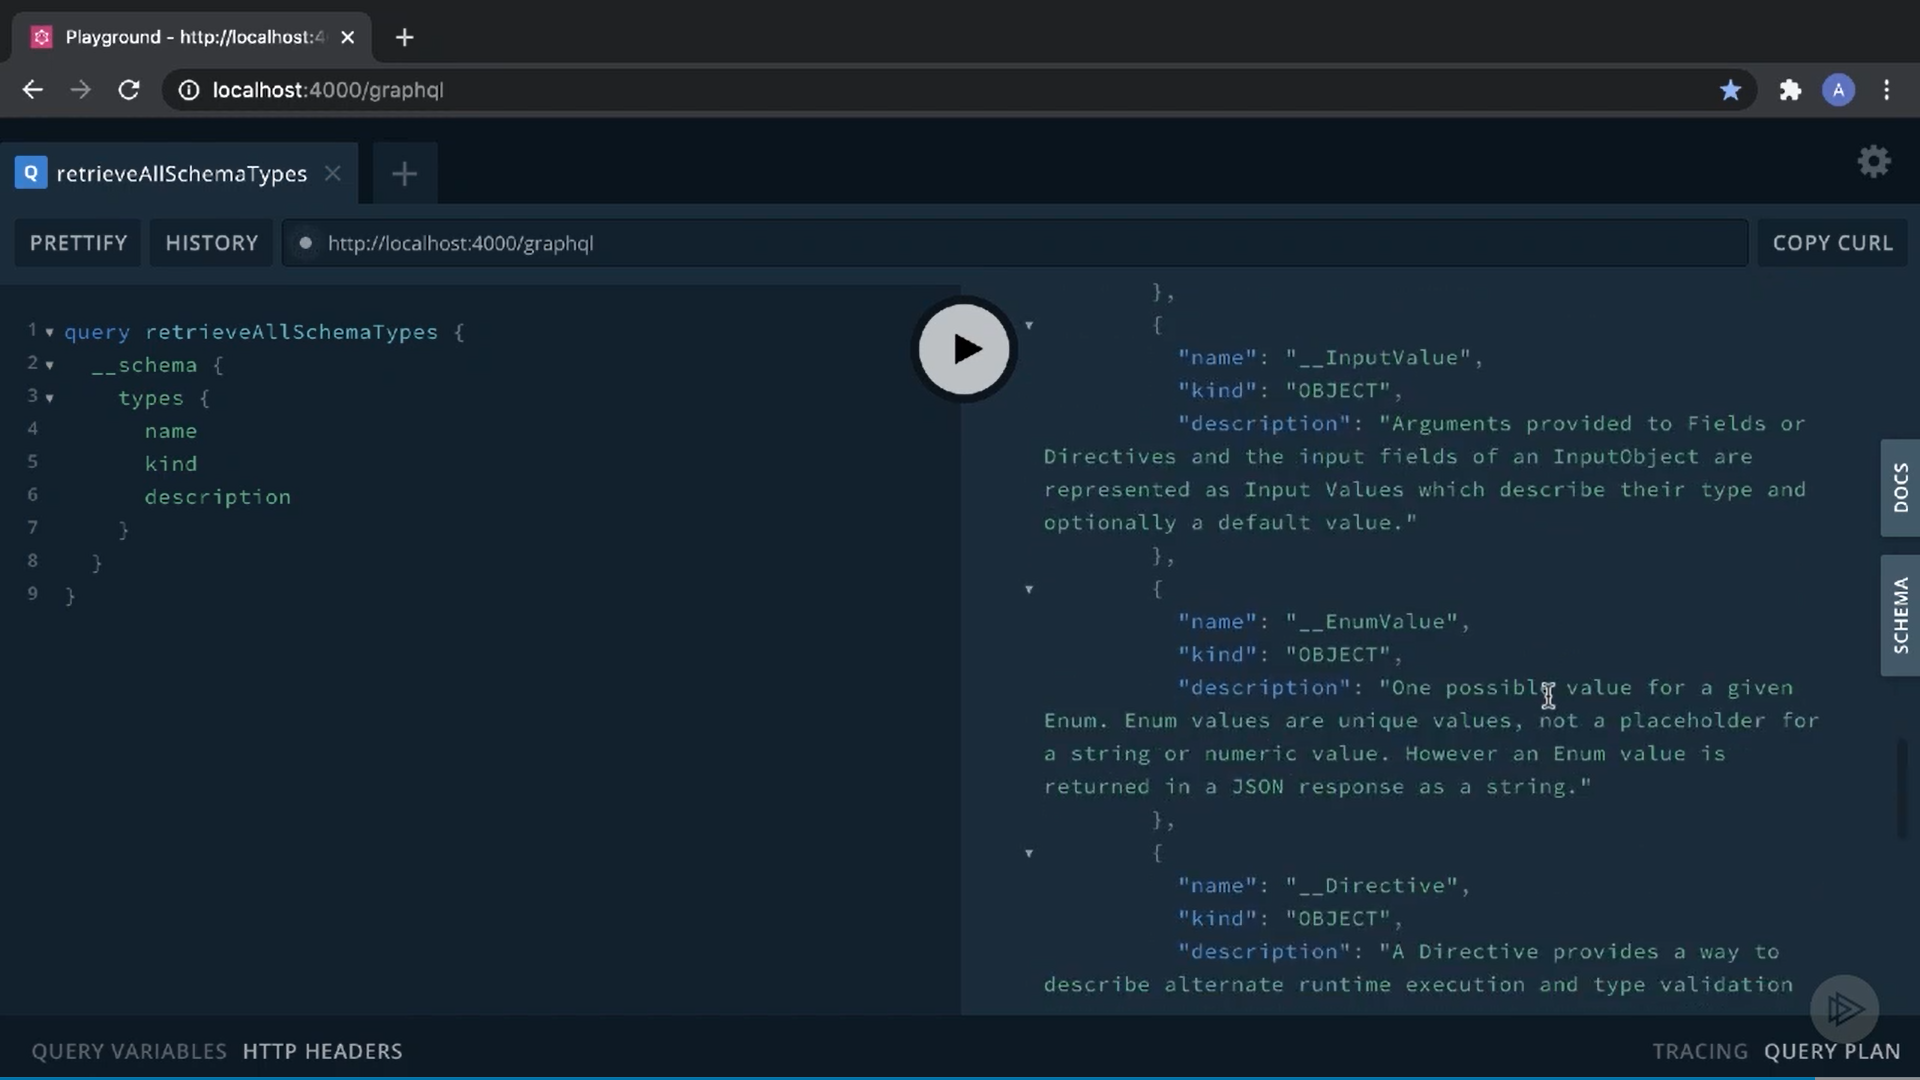 Playground - http://localhost:4
localhost:4000/graphql
A
Q retrieveAllSchemaTypes
PRETTIFY
HISTORY
http://localhost:4000/graphql
COPY CURL
1 query retrieveAllSchemaTypes {
2 __schema {
3 types {
4 name
5 kind
6 description
7 }
8 }
9 }
},
{
"name": "__InputValue",
"kind": "OBJECT",
"description": "Arguments provided to Fields or
Directives and the input fields of an InputObject are
represented as Input Values which describe their type and
optionally a default value."
},
{
"name": "__EnumValue",
"kind": "OBJECT",
"description": "One possible value for a given
Enum. Enum values are unique values, not a placeholder for
a string or numeric value. However an Enum value is
returned in a JSON response as a string."
},
{
"name": "__Directive",
"kind": "OBJECT",
"description": "A Directive provides a way to
describe alternate runtime execution and type validation
DOCS
SCHEMA
QUERY VARIABLES
HTTP HEADERS
TRACING
QUERY PLAN